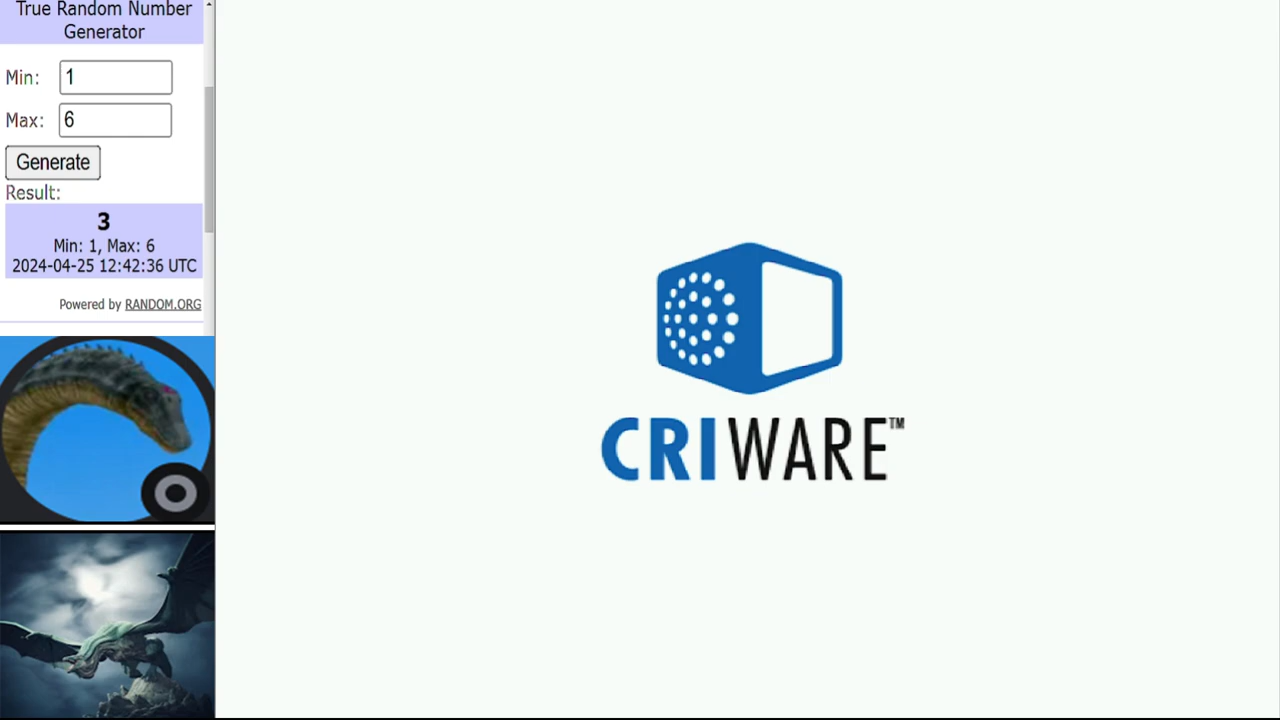 True Random Number
Generator
Min: 1
Max: 6
Generate
Result:
3
Min: 1, Max: 6
2024-04-25 12:42:36 UTC
Powered by RANDOM.ORG
CRIWARE™